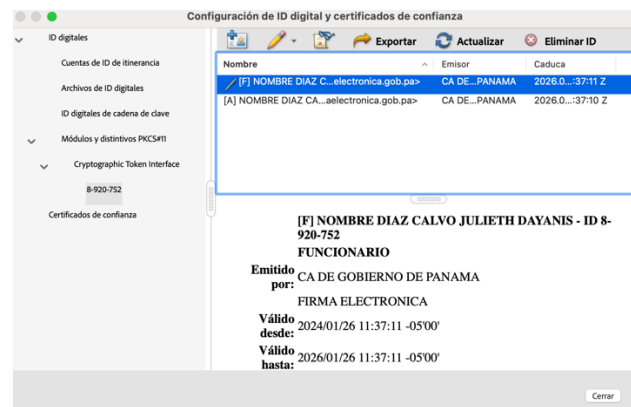 Configuración de ID digital y certificados de confianza
ID digitales
Cuentas de ID de itinerancia
Archivos de ID digitales
ID digitales de cadena de clave
Módulos y distintivos PKCS#11
Cryptographic Token Interface
8-920-752
Certificados de confianza
Exportar Actualizar Eliminar ID
Nombre Emisor Caduca
[F] NOMBRE DIAZ C...electronica.gob.pa> CA DE...PANAMA 2026.0...:37:11 Z
[A] NOMBRE DIAZ CA...aelectronica.gob.pa> CA DE...PANAMA 2026.0...:37:10 Z
[F] NOMBRE DIAZ CALVO JULIETH DAYANIS - ID 8-
920-752
FUNCIONARIO
Emitido por: CA DE GOBIERNO DE PANAMA
FIRMA ELECTRONICA
Válido desde: 2024/01/26 11:37:11 -05'00'
Válido hasta: 2026/01/26 11:37:11 -05'00'
Cerrar